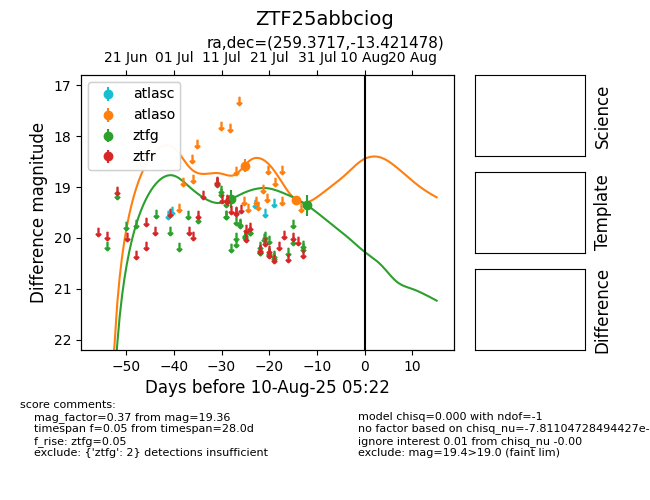 ZTF25abbciog
ra,dec=(259.3717,-13.421478)
21 Jun 01 Jul 11 Jul 21 Jul 31 Jul 10 Aug 20 Aug
17
18
19
20
21
22
Difference magnitude
atlasc
atlaso
ztfg
ztfr
−50 −40 −30 −20 −10 0 10
Days before 10-Aug-25 05:22
Science
Template
Difference
score comments:
mag_factor=0.37 from mag=19.36
timespan f=0.05 from timespan=28.0d
f_rise: ztfg=0.05
exclude: {'ztfg': 2} detections insufficient
model chisq=0.000 with ndof=-1
no factor based on chisq_nu=-7.81104728494427e-
ignore interest 0.01 from chisq_nu -0.00
exclude: mag=19.4>19.0 (faint lim)